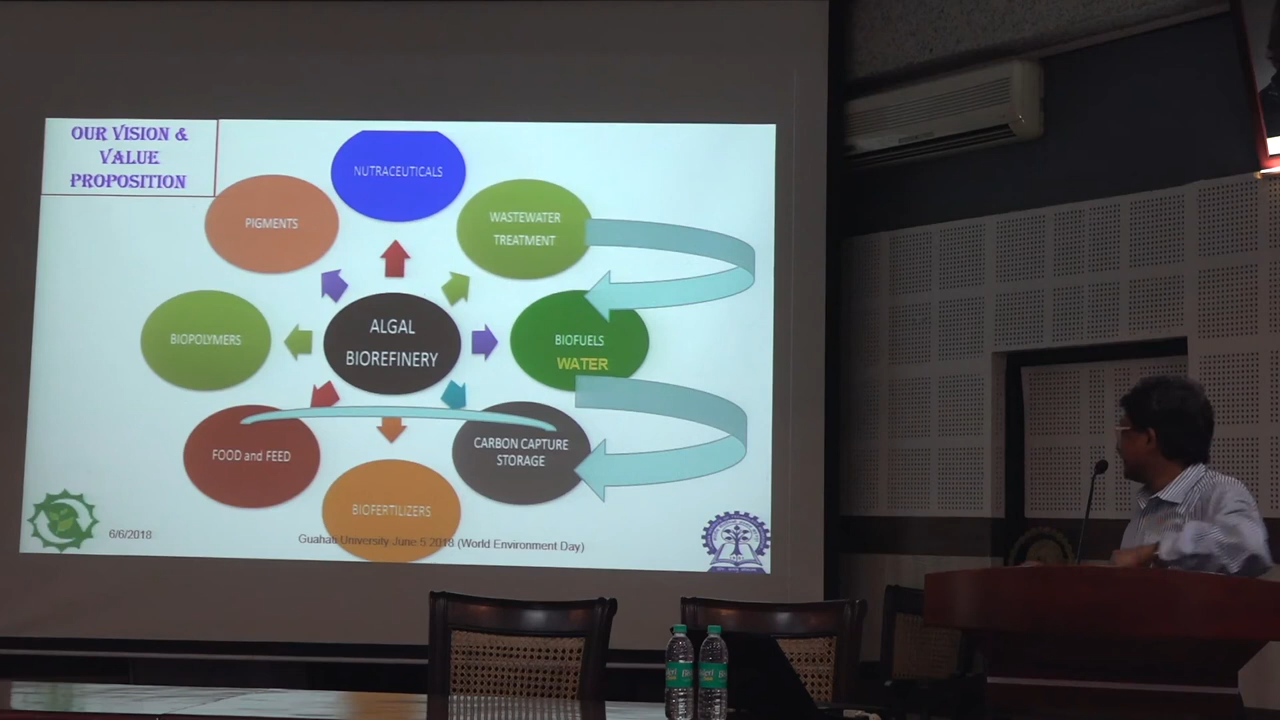 OUR VISION &
VALUE
PROPOSITION
NUTRACEUTICALS
PIGMENTS
WASTEWATER
TREATMENT
BIOPOLYMERS
ALGAL
BIOREFINERY
BIOFUELS
WATER
FOOD and FEED
CARBON CAPTURE
STORAGE
BIOFERTILIZERS
6/6/2018
Guahati University June 5 2018 (World Environment Day)